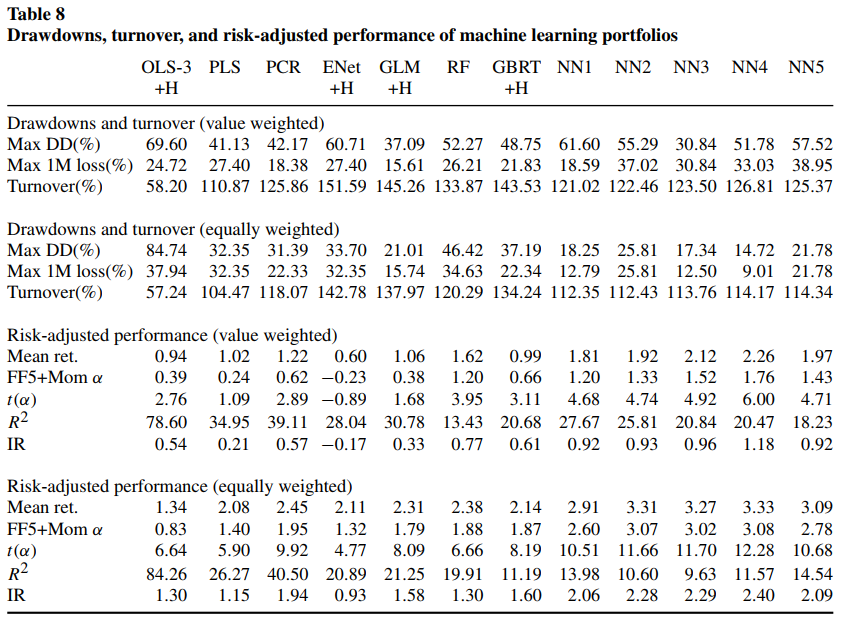 Table 8
Drawdowns, turnover, and risk-adjusted performance of machine learning portfolios
OLS-3 PLS PCR ENet GLM RF GBRT NN1 NN2 NN3 NN4 NN5
+H +H +H +H
Drawdowns and turnover (value weighted)
Max DD(%) 69.60 41.13 42.17 60.71 37.09 52.27 48.75 61.60 55.29 30.84 51.78 57.52
Max 1M loss(%) 24.72 27.40 18.38 27.40 15.61 26.21 21.83 18.59 37.02 30.84 33.03 38.95
Turnover(%) 58.20 110.87 125.86 151.59 145.26 133.87 143.53 121.02 122.46 123.50 126.81 125.37
Drawdowns and turnover (equally weighted)
Max DD(%) 84.74 32.35 31.39 33.70 21.01 46.42 37.19 18.25 25.81 17.34 14.72 21.78
Max 1M loss(%) 37.94 32.35 22.33 32.35 15.74 34.63 22.34 12.79 25.81 12.50 9.01 21.78
Turnover(%) 57.24 104.47 118.07 142.78 137.97 120.29 134.24 112.35 112.43 113.76 114.17 114.34
Risk-adjusted performance (value weighted)
Mean ret. 0.94 1.02 1.22 0.60 1.06 1.62 0.99 1.81 1.92 2.12 2.26 1.97
FF5+Mom α 0.39 0.24 0.62 −0.23 0.38 1.20 0.66 1.20 1.33 1.52 1.76 1.43
t(α) 2.76 1.09 2.89 −0.89 1.68 3.95 3.11 4.68 4.74 4.92 6.00 4.71
R² 78.60 34.95 39.11 28.04 30.78 13.43 20.68 27.67 25.81 20.84 20.47 18.23
IR 0.54 0.21 0.57 −0.17 0.33 0.77 0.61 0.92 0.93 0.96 1.18 0.92
Risk-adjusted performance (equally weighted)
Mean ret. 1.34 2.08 2.45 2.11 2.31 2.38 2.14 2.91 3.31 3.27 3.33 3.09
FF5+Mom α 0.83 1.40 1.95 1.32 1.79 1.88 1.87 2.60 3.07 3.02 3.08 2.78
t(α) 6.64 5.90 9.92 4.77 8.09 6.66 8.19 10.51 11.66 11.70 12.28 10.68
R² 84.26 26.27 40.50 20.89 21.25 19.91 11.19 13.98 10.60 9.63 11.57 14.54
IR 1.30 1.15 1.94 0.93 1.58 1.30 1.60 2.06 2.28 2.29 2.40 2.09